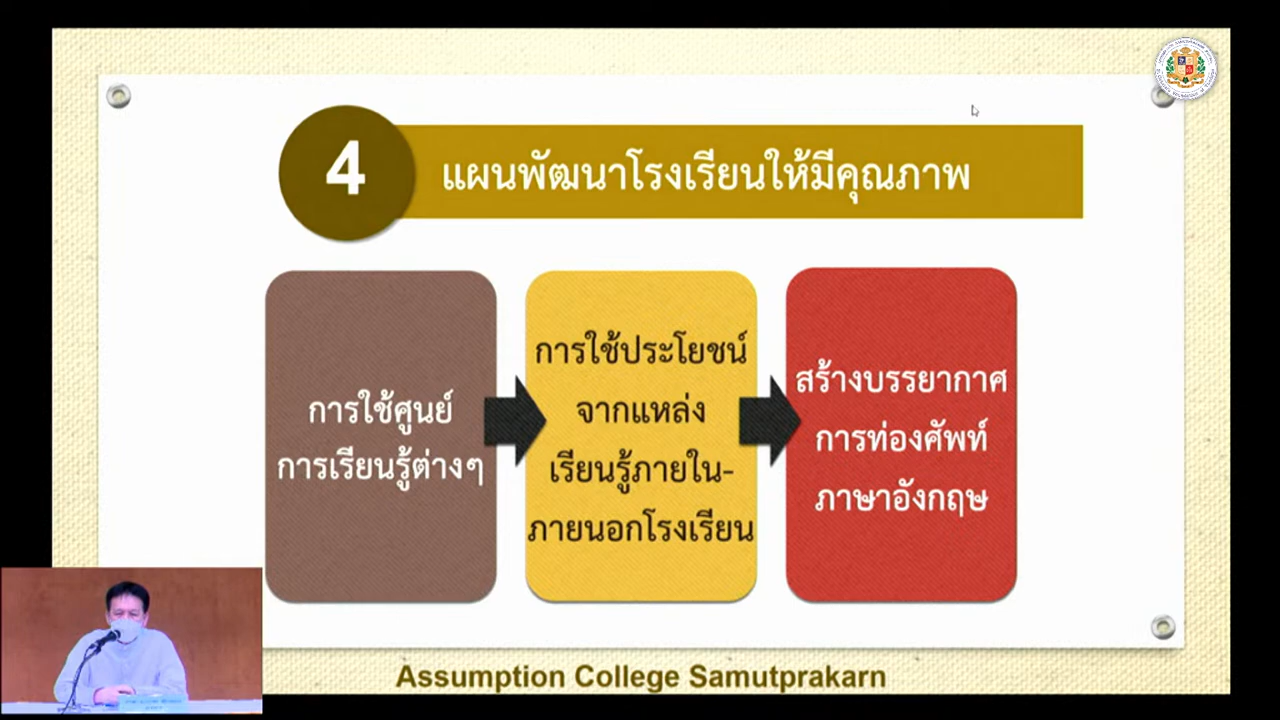 4
แผนพัฒนาโรงเรียนให้มีคุณภาพ
การใช้ศูนย์
การเรียนรู้ต่างๆ
การใช้ประโยชน์
จากแหล่ง
เรียนรู้ภายใน-
ภายนอกโรงเรียน
สร้างบรรยากาศ
การท่องศัพท์
ภาษาอังกฤษ
Assumption College Samutprakarn